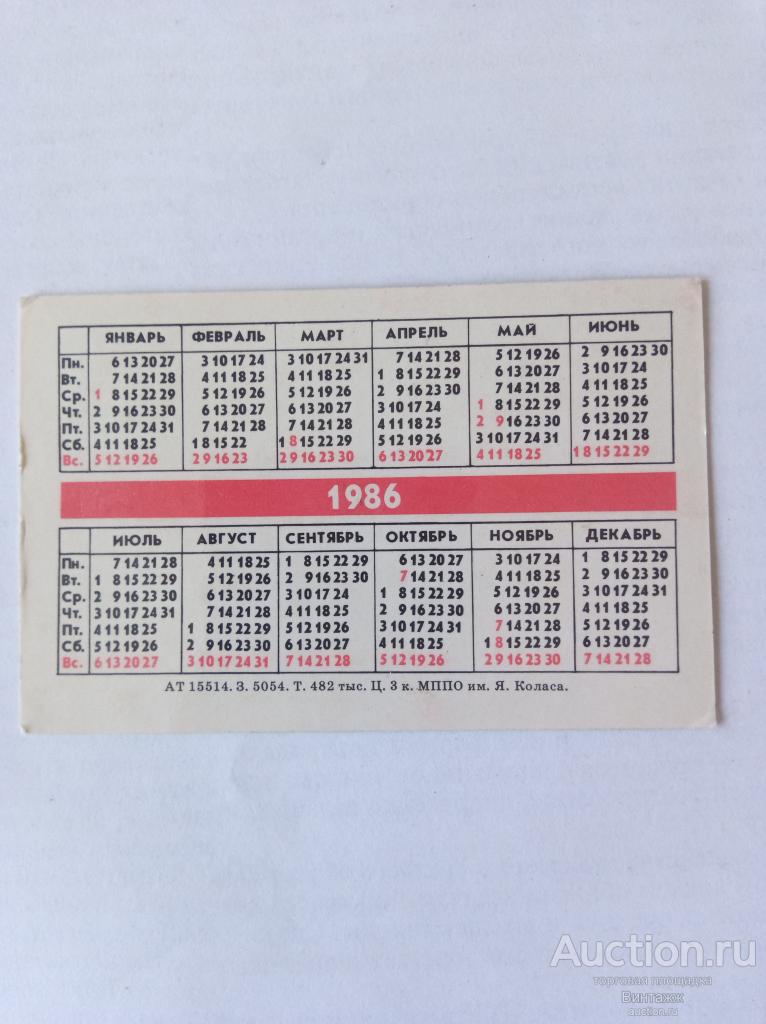 ЯНВАРЬ ФЕВРАЛЬ МАРТ АПРЕЛЬ МАЙ ИЮНЬ
Пн. 6 13 20 27 3 10 17 24 3 10 17 24 31 7 14 21 28 5 12 19 26 2 9 16 23 30
Вт. 7 14 21 28 4 11 18 25 4 11 18 25 1 8 15 22 29 6 13 20 27 3 10 17 24
Ср. 1 8 15 22 29 5 12 19 26 5 12 19 26 2 9 16 23 30 7 14 21 28 4 11 18 25
Чт. 2 9 16 23 30 6 13 20 27 6 13 20 27 3 10 17 24 1 8 15 22 29 5 12 19 26
Пт. 3 10 17 24 31 7 14 21 28 7 14 21 28 4 11 18 25 2 9 16 23 30 6 13 20 27
Сб. 4 11 18 25 1 8 15 22 1 8 15 22 29 5 12 19 26 3 10 17 24 31 7 14 21 28
Вс. 5 12 19 26 2 9 16 23 2 9 16 23 30 6 13 20 27 4 11 18 25 1 8 15 22 29
1986
ИЮЛЬ АВГУСТ СЕНТЯБРЬ ОКТЯБРЬ НОЯБРЬ ДЕКАБРЬ
Пн. 7 14 21 28 4 11 18 25 1 8 15 22 29 6 13 20 27 3 10 17 24 1 8 15 22 29
Вт. 1 8 15 22 29 5 12 19 26 2 9 16 23 30 7 14 21 28 4 11 18 25 2 9 16 23 30
Ср. 2 9 16 23 30 6 13 20 27 3 10 17 24 1 8 15 22 29 5 12 19 26 3 10 17 24 31
Чт. 3 10 17 24 31 7 14 21 28 4 11 18 25 2 9 16 23 30 6 13 20 27 4 11 18 25
Пт. 4 11 18 25 1 8 15 22 29 5 12 19 26 3 10 17 24 31 7 14 21 28 5 12 19 26
Сб. 5 12 19 26 2 9 16 23 30 6 13 20 27 4 11 18 25 1 8 15 22 29 6 13 20 27
Вс. 6 13 20 27 3 10 17 24 31 7 14 21 28 5 12 19 26 2 9 16 23 30 7 14 21 28
АТ 15514. З. 5054. Т. 482 тыс. Ц. 3 к. МППО им. Я. Коласа.
Auction.ru
торговая площадка
Винтажж
auction.ru